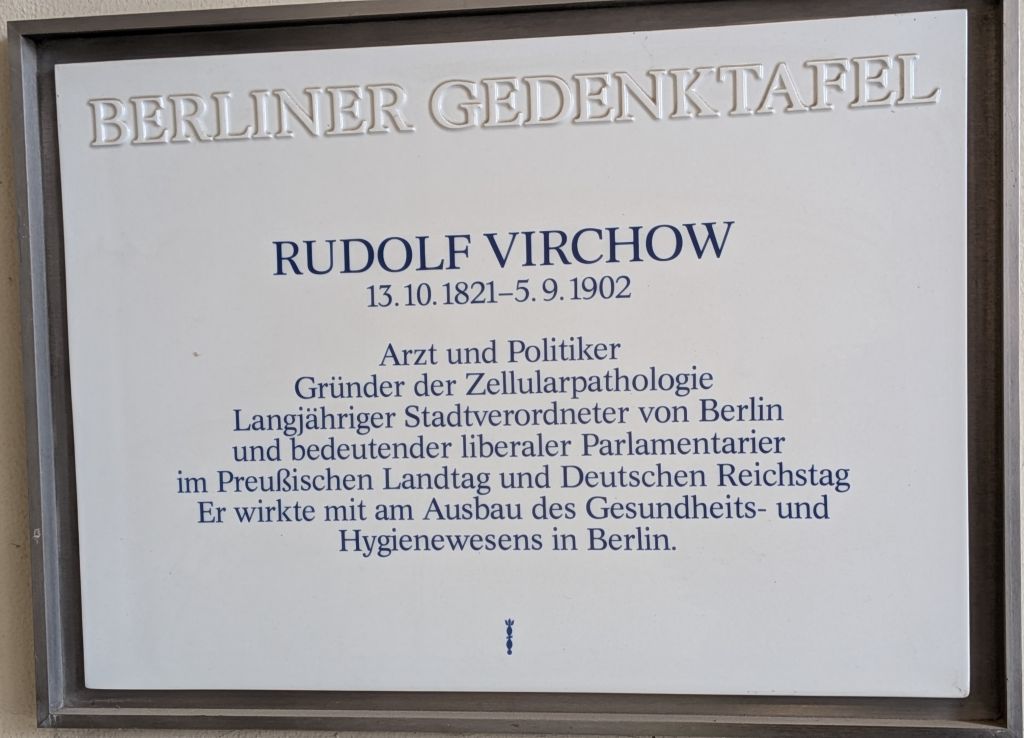 BERLINER GEDENKTAFEL
RUDOLF VIRCHOW
13.10.1821–5.9.1902
Arzt und Politiker
Gründer der Zellularpathologie
Langjähriger Stadtverordneter von Berlin
und bedeutender liberaler Parlamentarier
im Preußischen Landtag und Deutschen Reichstag
Er wirkte mit am Ausbau des Gesundheits- und
Hygienewesens in Berlin.